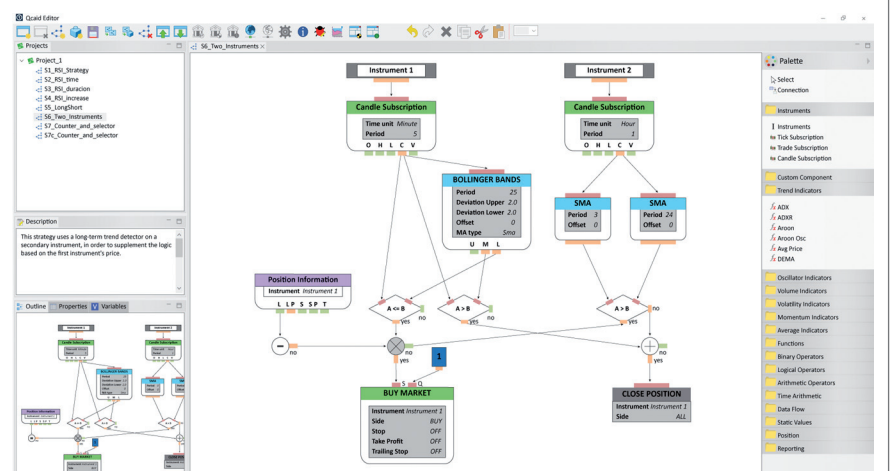 Qcaid Editor
Projects
Project_1
S1_RSI_Strategy
S2_RSI_time
S3_RSI_duracion
S4_RSI_increase
S5_LongShort
S6_Two_Instruments
S7_Counter_and_selector
S7c_Counter_and_selector
Description
This strategy uses a long-term trend detector on a
secondary instrument, in order to supplement the logic
based on the first instrument's price.
Outline Properties Variables
S6_Two_Instruments
Instrument 1
Candle Subscription
Time unit Minute
Period 5
O H L C V
BOLLINGER BANDS
Period 25
Deviation Upper 2.0
Deviation Lower 2.0
Offset 0
MA type Sma
U M L
Instrument 2
Candle Subscription
Time unit Hour
Period 1
O H L C V
SMA
Period 3
Offset 0
SMA
Period 24
Offset 0
Position Information
Instrument Instrument 1
L LP S SP T
A <= B
no
yes
A > B
no
yes
A > B
no
yes
no
no
yes
1
no
yes
S Q
BUY MARKET
Instrument Instrument 1
Side BUY
Stop OFF
Take Profit OFF
Trailing Stop OFF
CLOSE POSITION
Instrument Instrument 1
Side ALL
Palette
Select
Connection
Instruments
Instruments
Tick Subscription
Trade Subscription
Candle Subscription
Custom Component
Trend Indicators
ADX
ADXR
Aroon
Aroon Osc
Avg Price
DEMA
Oscillator Indicators
Volume Indicators
Volatility Indicators
Momentum Indicators
Average Indicators
Functions
Binary Operators
Logical Operators
Arithmetic Operators
Time Arithmetic
Data Flow
Static Values
Position
Reporting